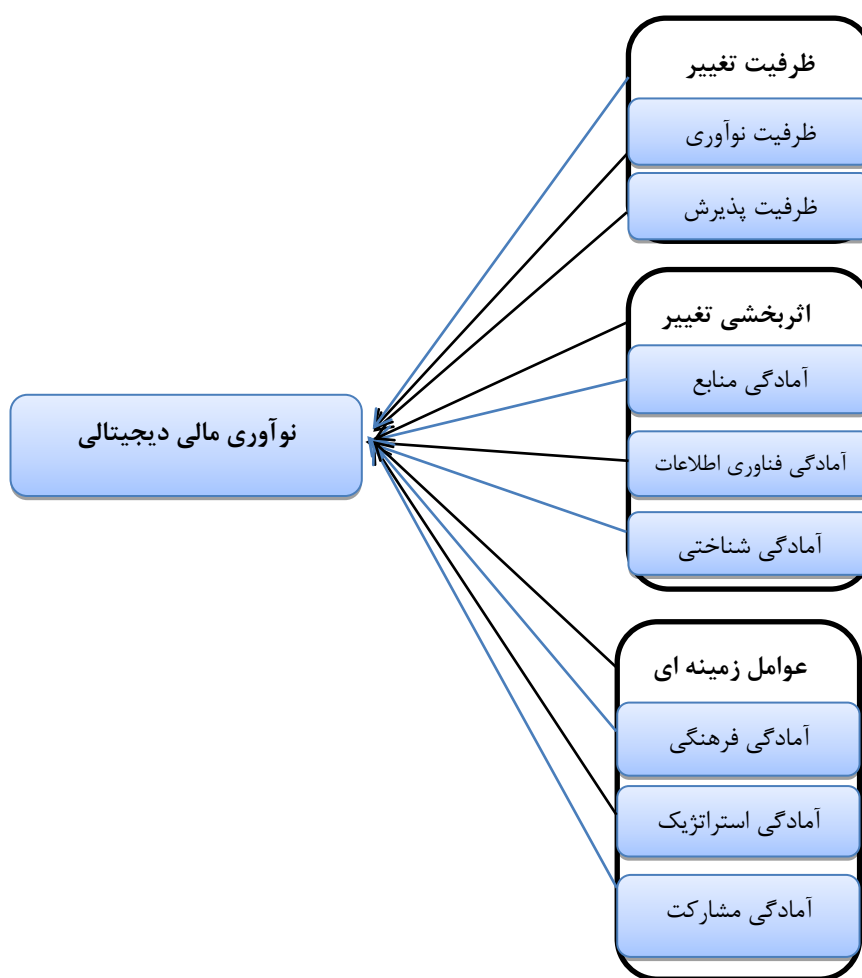 ظرفیت تغییر
ظرفیت نوآوری
ظرفیت پذیرش
اثربخشی تغییر
آمادگی منابع
آمادگی فناوری اطلاعات
آمادگی شناختی
عوامل زمینه ای
آمادگی فرهنگی
آمادگی استراتژیک
آمادگی مشارکت
نوآوری مالی دیجیتالی